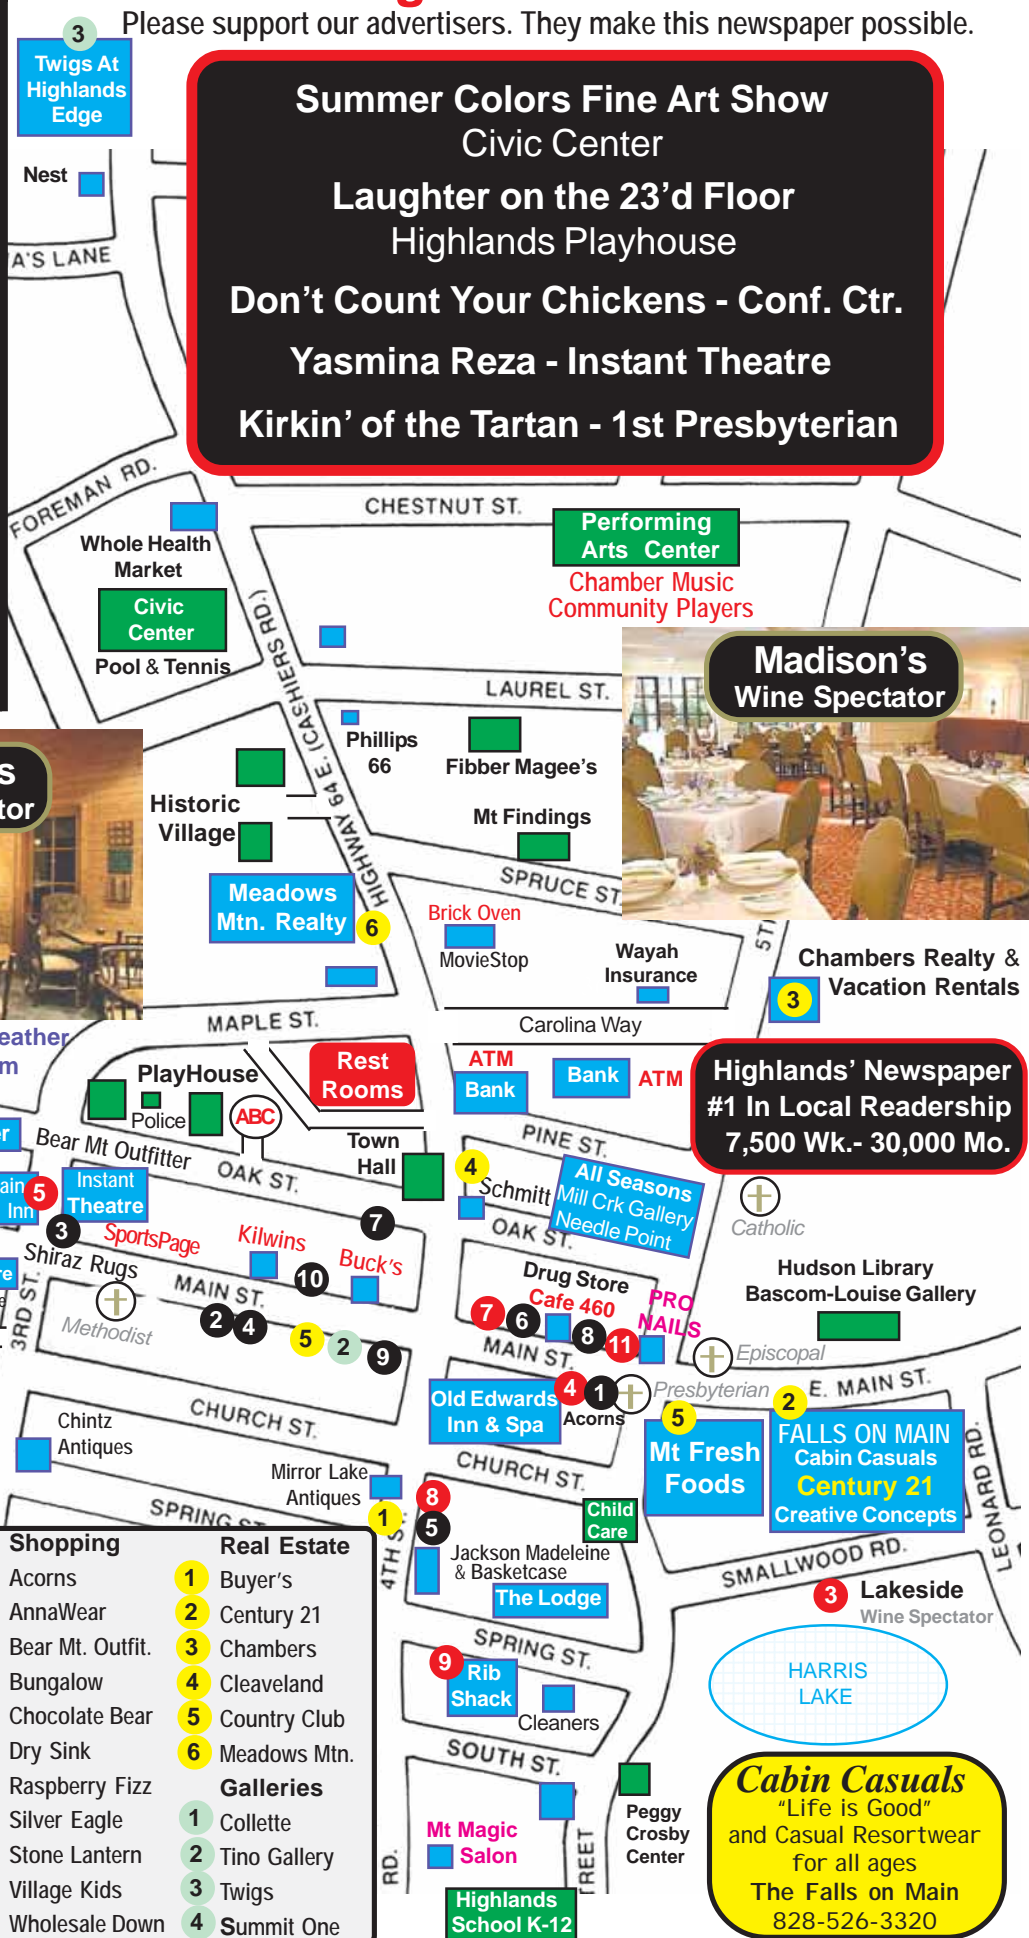 Please support our advertisers. They make this newspaper possible.
3
Twigs At
Highlands
Edge
Summer Colors Fine Art Show
Civic Center
Laughter on the 23’d Floor
Highlands Playhouse
Don’t Count Your Chickens - Conf. Ctr.
Yasmina Reza - Instant Theatre
Kirkin’ of the Tartan - 1st Presbyterian
Nest
A'S LANE
FOREMAN RD.
CHESTNUT ST.
Whole Health
Market
Performing
Arts Center
Chamber Music
Community Players
Civic
Center
Pool & Tennis
HIGHWAY 64 E. (CASHIERS RD.)
LAUREL ST.
Madison’s
Wine Spectator
Phillips
66
Fibber Magee's
s
tor
Historic
Village
Mt Findings
SPRUCE ST.
Meadows
Mtn. Realty
6
Brick Oven
MovieStop
Wayah
Insurance
5T
Chambers Realty &
Vacation Rentals
3
eather
m
MAPLE ST.
Carolina Way
Rest
Rooms
ATM
Bank
Bank
ATM
Highlands’ Newspaper
#1 In Local Readership
7,500 Wk.- 30,000 Mo.
PlayHouse
Police
ABC
Town
Hall
PINE ST.
er
Bear Mt Outfitter
OAK ST.
4
Schmitt
All Seasons
Mill Crk Gallery
Needle Point
Catholic
ain
Inn
5
Instant
Theatre
3
SportsPage
Kilwins
7
Buck's
10
OAK ST.
Hudson Library
Bascom-Louise Gallery
Shiraz Rugs
re
3RD ST.
Methodist
MAIN ST.
2
4
5
2
9
Drug Store
Cafe 460
PRO
NAILS
7
6
8
11
MAIN ST.
Episcopal
Presbyterian
E. MAIN ST.
Old Edwards
Inn & Spa
4
1
Acorns
5
Mt Fresh
Foods
2
FALLS ON MAIN
Cabin Casuals
Century 21
Creative Concepts
LEONARD RD.
CHURCH ST.
Chintz
Antiques
CHURCH ST.
Mirror Lake
Antiques
1
8
5
4TH ST.
Child
Care
SPRING ST.
Jackson Madeleine
& Basketcase
The Lodge
SMALLWOOD RD.
3
Lakeside
Wine Spectator
SPRING ST.
9
Rib
Shack
Cleaners
HARRIS
LAKE
SOUTH ST.
Mt Magic
Salon
RD.
TREET
Peggy
Crosby
Center
Highlands
School K-12
Cabin Casuals
“Life is Good”
and Casual Resortwear
for all ages
The Falls on Main
828-526-3320
Shopping
Acorns
AnnaWear
Bear Mt. Outfit.
Bungalow
Chocolate Bear
Dry Sink
Raspberry Fizz
Silver Eagle
Stone Lantern
Village Kids
Wholesale Down
Real Estate
1 Buyer's
2 Century 21
3 Chambers
4 Cleaveland
5 Country Club
6 Meadows Mtn.
Galleries
1 Collette
2 Tino Gallery
3 Twigs
4 Summit One